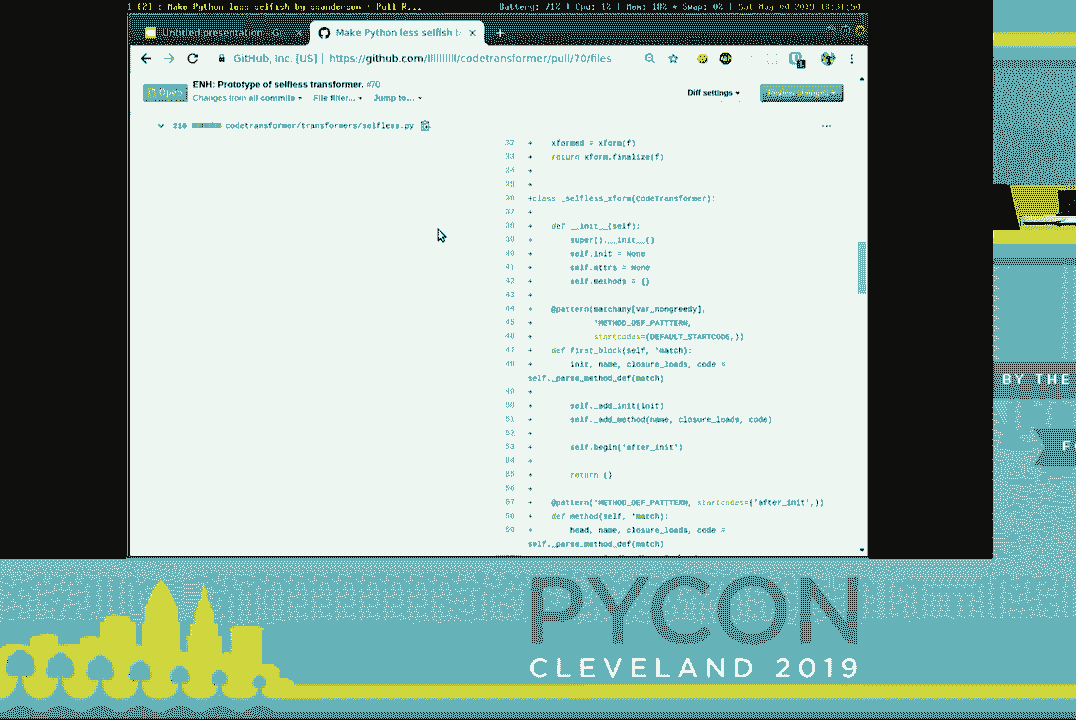 1 [2] : Make Python less selfish by ssanderson · Pull R...
Battery: 71% | Cpu: 1% | Mem: 18% * Swap: 0% | Sat May 04 2019
Untitled presentation - G
Make Python less selfish b
GitHub, Inc. [US] | https://github.com/llllllllll/codetransformer/pull/70/files
Open
ENH: Prototype of selfless transformer. #70
Changes from all commits
File filter...
Jump to...
Diff settings
210 codetransformer/transformers/selfless.py
32 + xformed = xform(f)
33 + return xform.finalize(f)
34 +
35 +
36 +class _selfless_xform(CodeTransformer):
37 +
38 + def __init__(self):
39 + super().__init__()
40 + self.init = None
41 + self.attrs = None
42 + self.methods = {}
43 +
44 + @pattern(matchany[var_nongreedy],
45 + *METHOD_DEF_PATTTERN,
46 + startcodes=(DEFAULT_STARTCODE,))
47 + def first_block(self, *match):
48 + init, name, closure_loads, code =
self._parse_method_def(match)
49 +
50 + self._add_init(init)
51 + self._add_method(name, closure_loads, code)
52 +
53 + self.begin('after_init')
54 +
55 + return ()
56 +
57 + @pattern(*METHOD_DEF_PATTTERN, startcodes=('after_init',))
58 + def method(self, *match):
59 + head, name, closure_loads, code =
self._parse_method_def(match)
BY THE
PYCON
CLEVELAND 2019